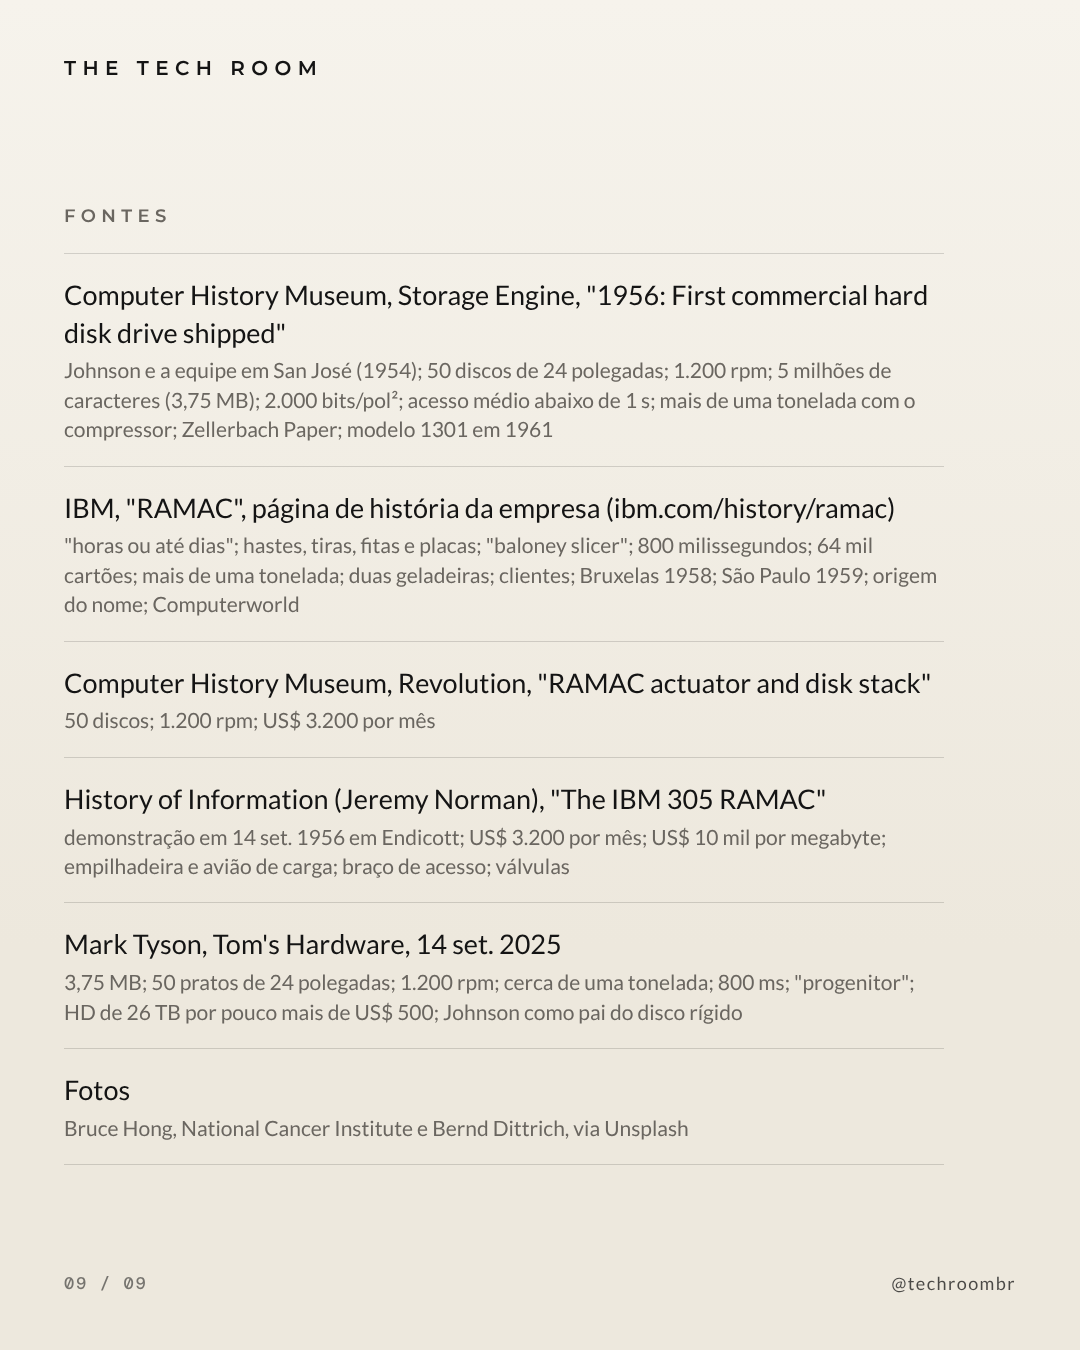 THE TECH ROOM
FONTES
Computer History Museum, Storage Engine, "1956: First commercial hard
disk drive shipped"
Johnson e a equipe em San José (1954); 50 discos de 24 polegadas; 1.200 rpm; 5 milhões de
caracteres (3,75 MB); 2.000 bits/pol²; acesso médio abaixo de 1 s; mais de uma tonelada com o
compressor; Zellerbach Paper; modelo 1301 em 1961
IBM, "RAMAC", página de história da empresa (ibm.com/history/ramac)
"horas ou até dias"; hastes, tiras, fitas e placas; "baloney slicer"; 800 milissegundos; 64 mil
cartões; mais de uma tonelada; duas geladeiras; clientes; Bruxelas 1958; São Paulo 1959; origem
do nome; Computerworld
Computer History Museum, Revolution, "RAMAC actuator and disk stack"
50 discos; 1.200 rpm; US$ 3.200 por mês
History of Information (Jeremy Norman), "The IBM 305 RAMAC"
demonstração em 14 set. 1956 em Endicott; US$ 3.200 por mês; US$ 10 mil por megabyte;
empilhadeira e avião de carga; braço de acesso; válvulas
Mark Tyson, Tom's Hardware, 14 set. 2025
3,75 MB; 50 pratos de 24 polegadas; 1.200 rpm; cerca de uma tonelada; 800 ms; "progenitor";
HD de 26 TB por pouco mais de US$ 500; Johnson como pai do disco rígido
Fotos
Bruce Hong, National Cancer Institute e Bernd Dittrich, via Unsplash
09 / 09
@techroombr